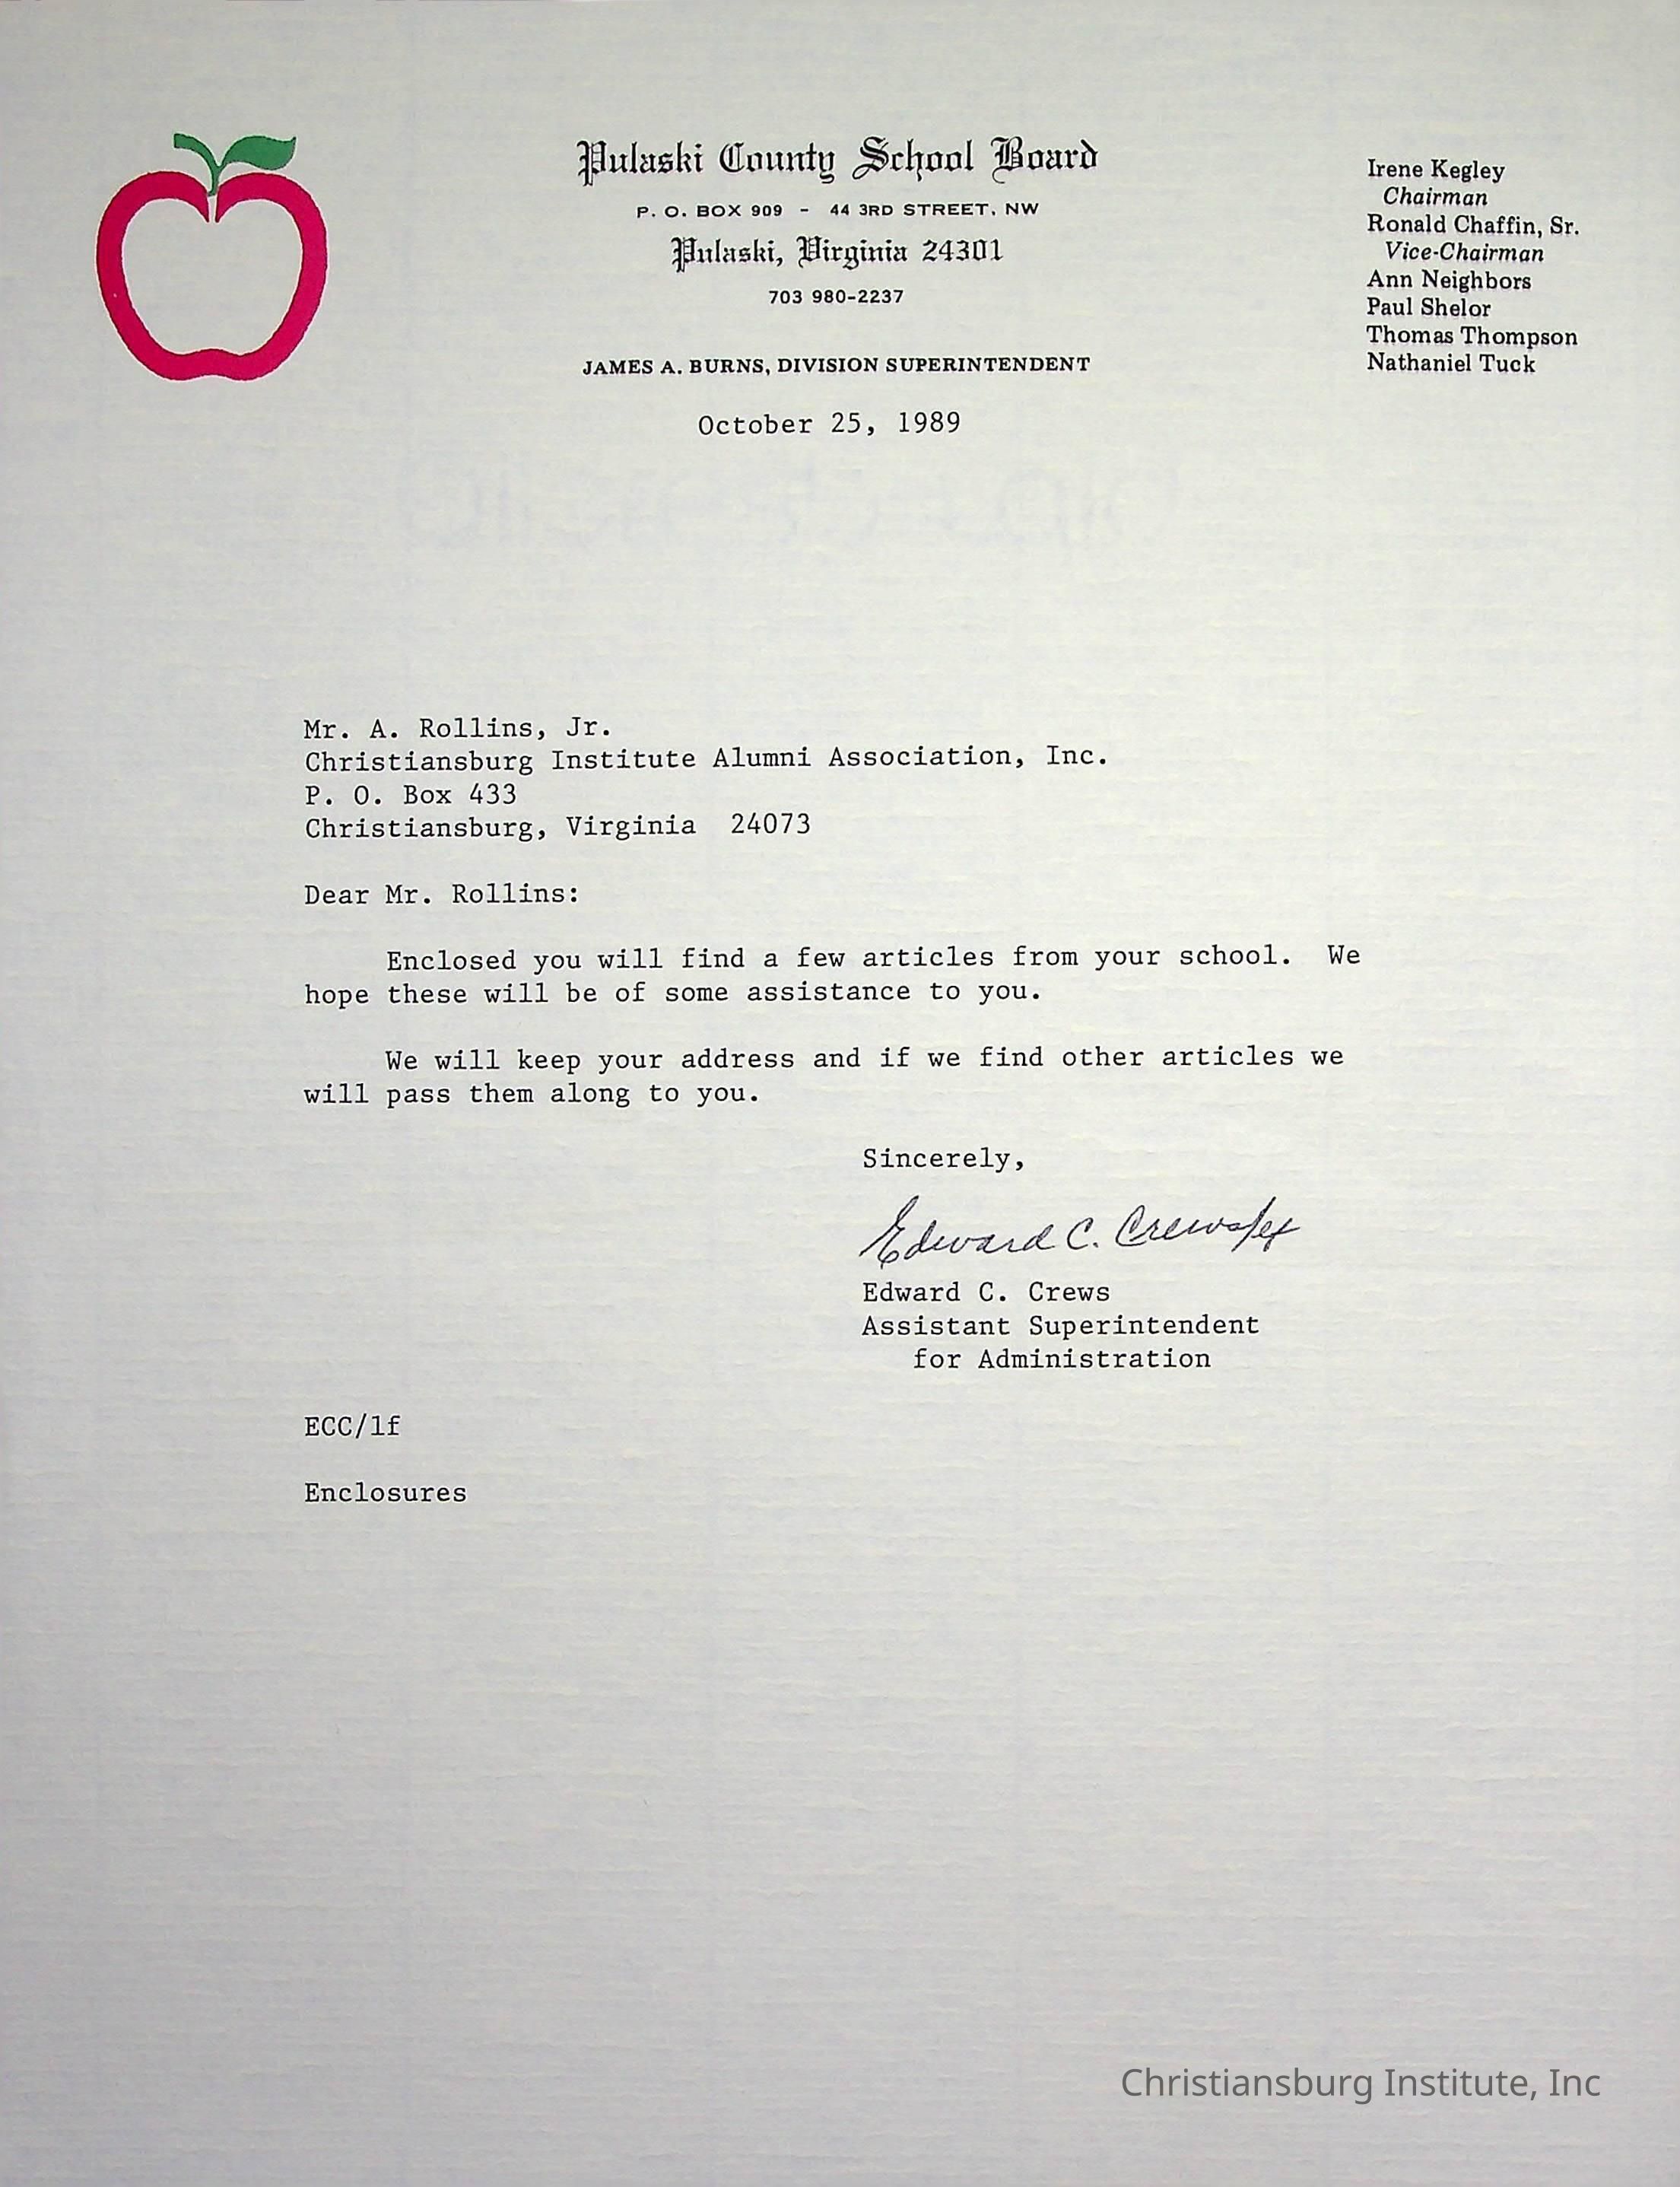 Pulaski County School Board
P. O. BOX 909 - 44 3RD STREET, NW
Pulaski, Virginia 24301
703 980-2237
JAMES A. BURNS, DIVISION SUPERINTENDENT
Irene Kegley
Chairman
Ronald Chaffin, Sr.
Vice-Chairman
Ann Neighbors
Paul Shelor
Thomas Thompson
Nathaniel Tuck
October 25, 1989
Mr. A. Rollins, Jr.
Christiansburg Institute Alumni Association, Inc.
P. O. Box 433
Christiansburg, Virginia  24073
Dear Mr. Rollins:
Enclosed you will find a few articles from your school.  We
hope these will be of some assistance to you.
We will keep your address and if we find other articles we
will pass them along to you.
Sincerely,
Edward C. Crews/lf
Edward C. Crews
Assistant Superintendent
for Administration
ECC/lf
Enclosures
Christiansburg Institute, Inc